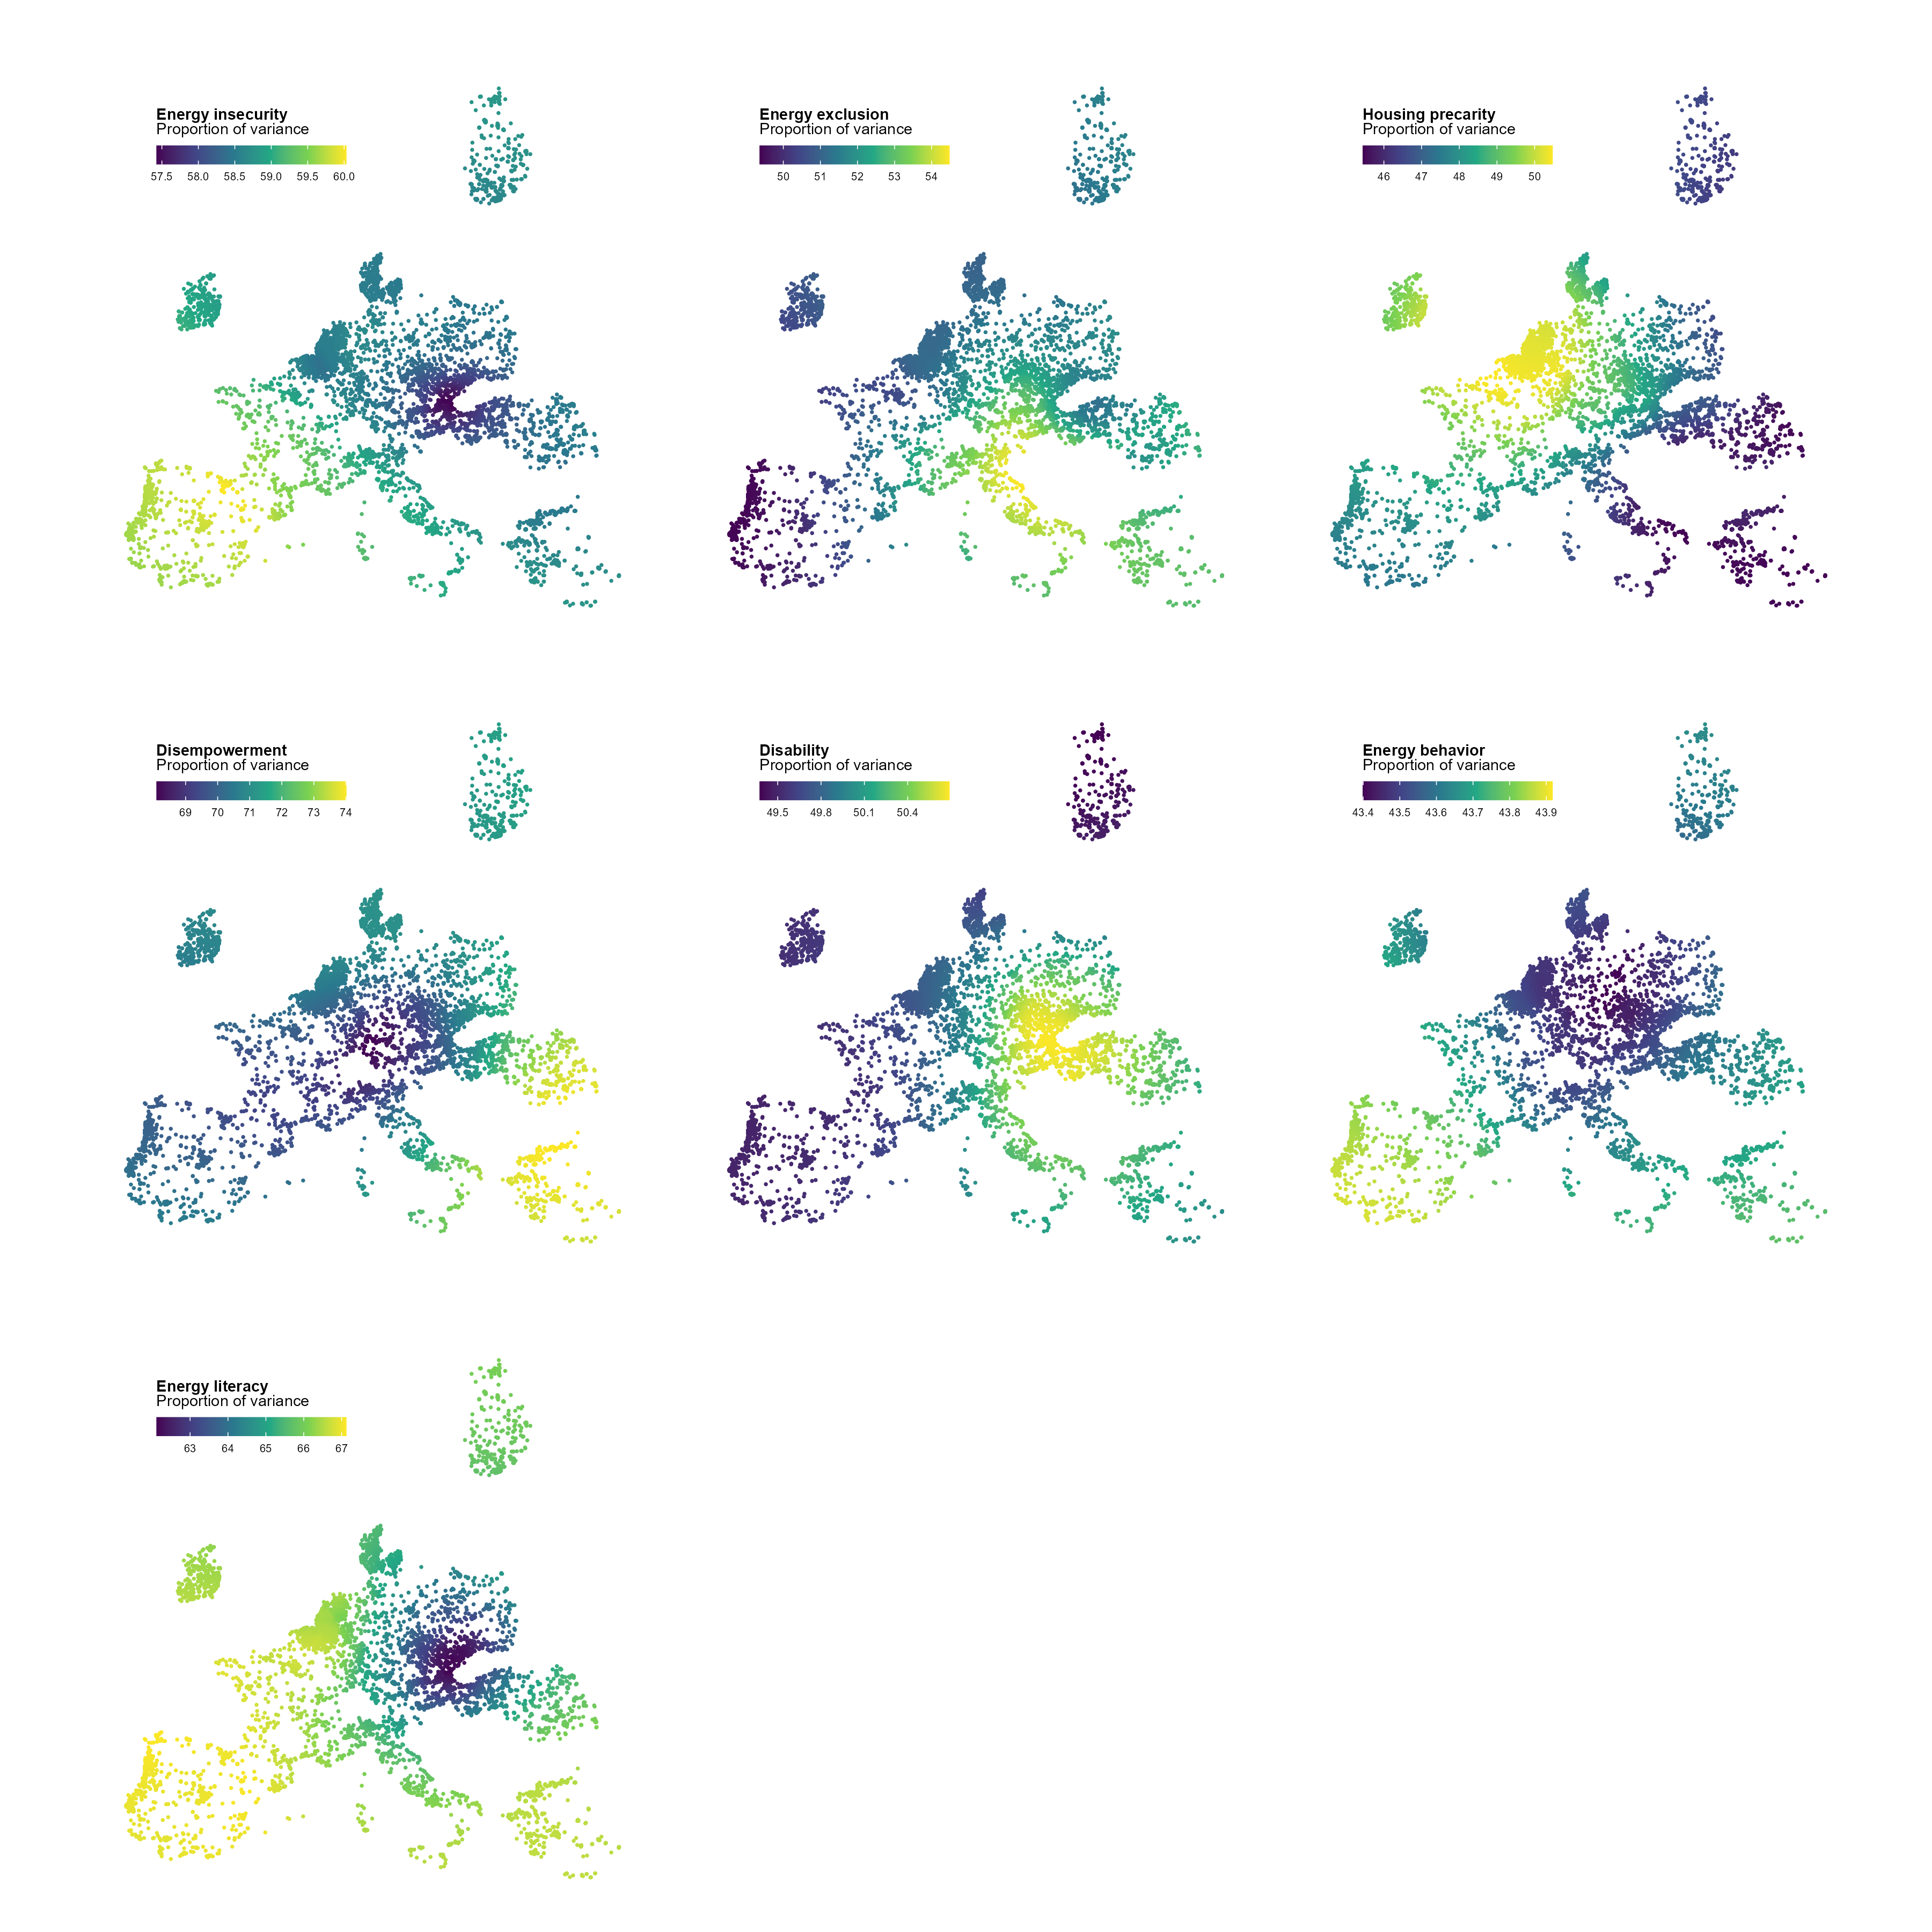 Energy insecurity
Proportion of variance
57.5 58.0 58.5 59.0 59.5 60.0
Energy exclusion
Proportion of variance
50 51 52 53 54
Housing precarity
Proportion of variance
46 47 48 49 50
Disempowerment
Proportion of variance
69 70 71 72 73 74
Disability
Proportion of variance
49.5 49.8 50.1 50.4
Energy behavior
Proportion of variance
43.4 43.5 43.6 43.7 43.8 43.9
Energy literacy
Proportion of variance
63 64 65 66 67